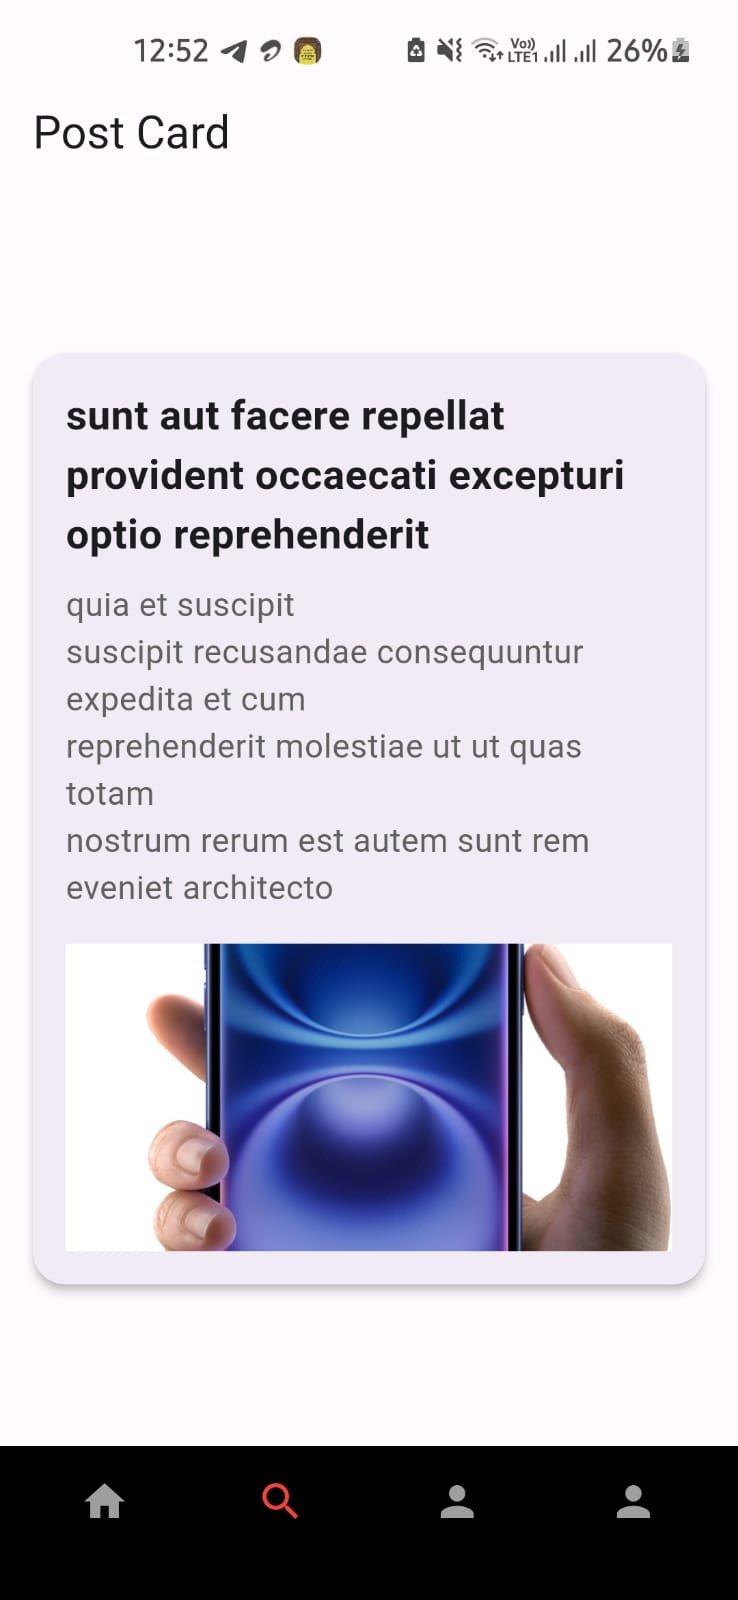 12:52
Vo)) LTE1 26%
Post Card
sunt aut facere repellat
provident occaecati excepturi
optio reprehenderit
quia et suscipit
suscipit recusandae consequuntur
expedita et cum
reprehenderit molestiae ut ut quas
totam
nostrum rerum est autem sunt rem
eveniet architecto